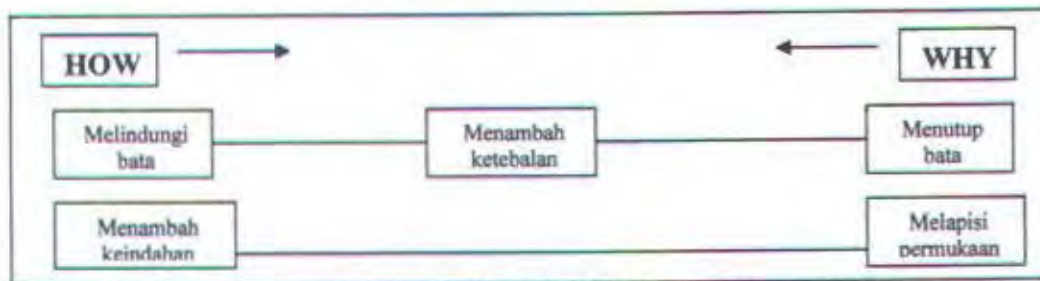 HOW
WHY
Melindungi
bata
Menambah
ketebalan
Menutup
bata
Menambah
keindahan
Melapisi
permukaan